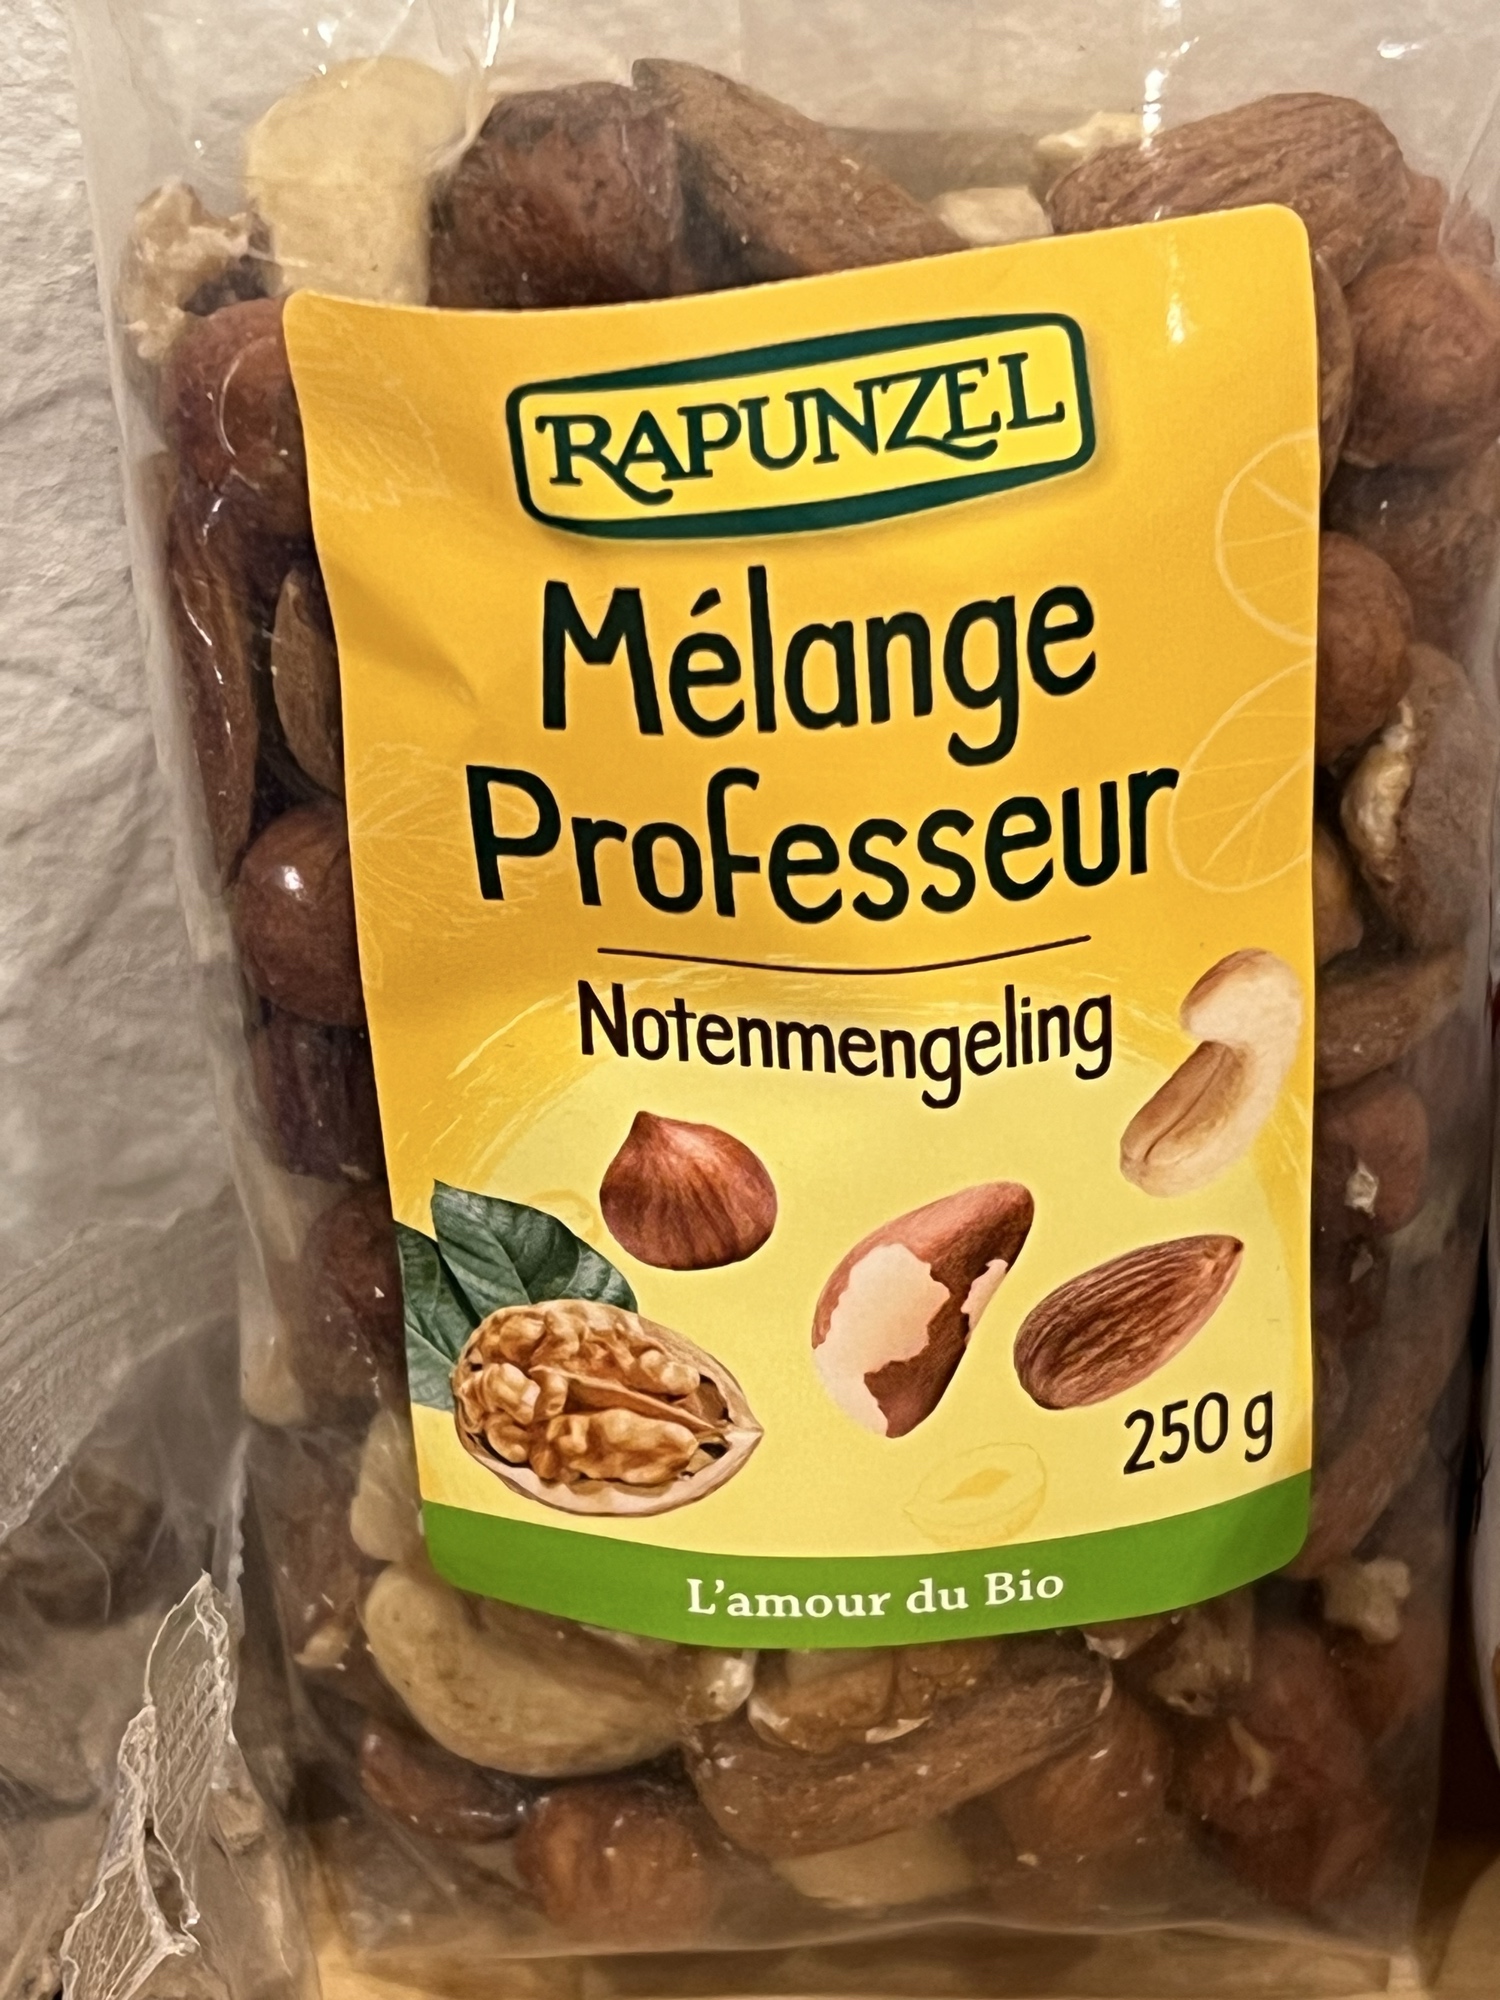 RAPUNZEL
Mélange
Professeur
Notenmengeling
250 g
L'amour du Bio